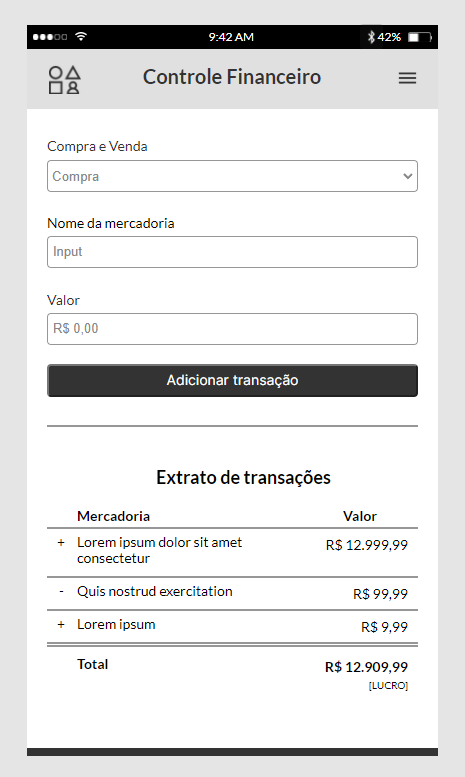 9:42 AM
42%
Controle Financeiro
Compra e Venda
Compra
Nome da mercadoria
Input
Valor
R$ 0,00
Adicionar transação
Extrato de transações
Mercadoria Valor
+ Lorem ipsum dolor sit amet R$ 12.999,99
consectetur
- Quis nostrud exercitation R$ 99,99
+ Lorem ipsum R$ 9,99
Total R$ 12.909,99
[LUCRO]